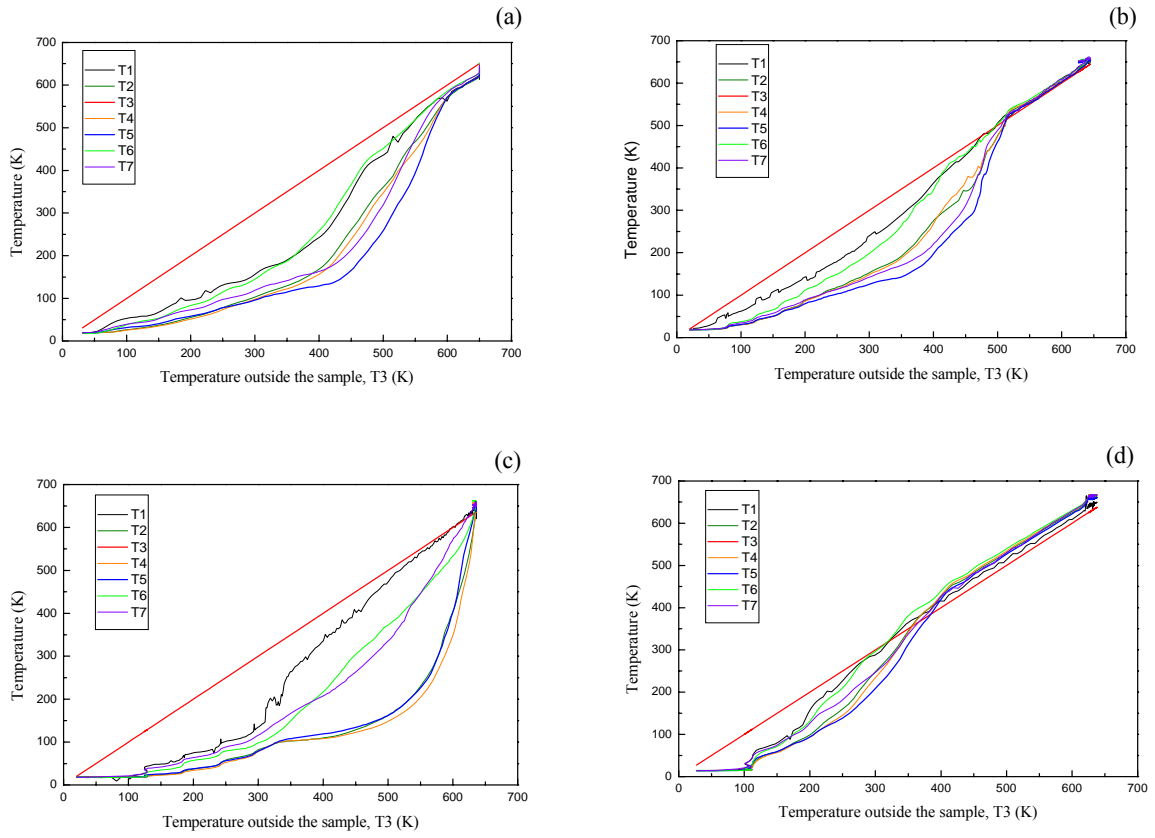 (a)
700
600
500
400
300
200
100
0
Temperature (K)
T1
T2
T3
T4
T5
T6
T7
0 100 200 300 400 500 600 700
Temperature outside the sample, T3 (K)
(b)
700
600
500
400
300
200
100
0
Temperature (K)
T1
T2
T3
T4
T5
T6
T7
0 100 200 300 400 500 600 700
Temperature outside the sample, T3 (K)
(c)
700
600
500
400
300
200
100
0
Temperature (K)
T1
T2
T3
T4
T5
T6
T7
0 100 200 300 400 500 600 700
Temperature outside the sample, T3 (K)
(d)
700
600
500
400
300
200
100
0
Temperature (K)
T1
T2
T3
T4
T5
T6
T7
0 100 200 300 400 500 600 700
Temperature outside the sample, T3 (K)